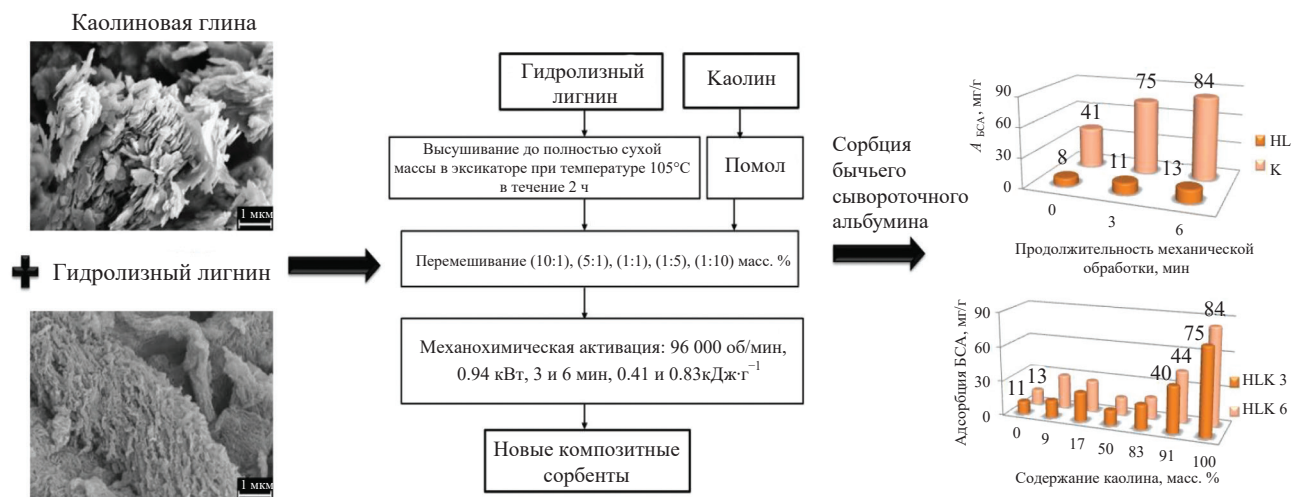 Каолиновая глина
1 мкм
Гидролизный лигнин
1 мкм
Гидролизный
лигнин
Каолин
Высушивание до полностью сухой
массы в эксикаторе при температуре 105°C
в течение 2 ч
Помол
Перемешивание (10:1), (5:1), (1:1), (1:5), (1:10) масс. %
Механохимическая активация: 96 000 об/мин,
0.94 кВт, 3 и 6 мин, 0.41 и 0.83кДж·г⁻¹
Новые композитные
сорбенты
Сорбция
бычьего
сывороточного
альбумина
A БСА, мг/г
90
60
30
0
8
41
11
75
13
84
0
3
6
HL
K
Продолжительность механической
обработки, мин
Адсорбция БСА, мг/г
90
60
30
0
11
13
40
44
75
84
0
9
17
50
83
91
100
HLK 3
HLK 6
Содержание каолина, масс. %